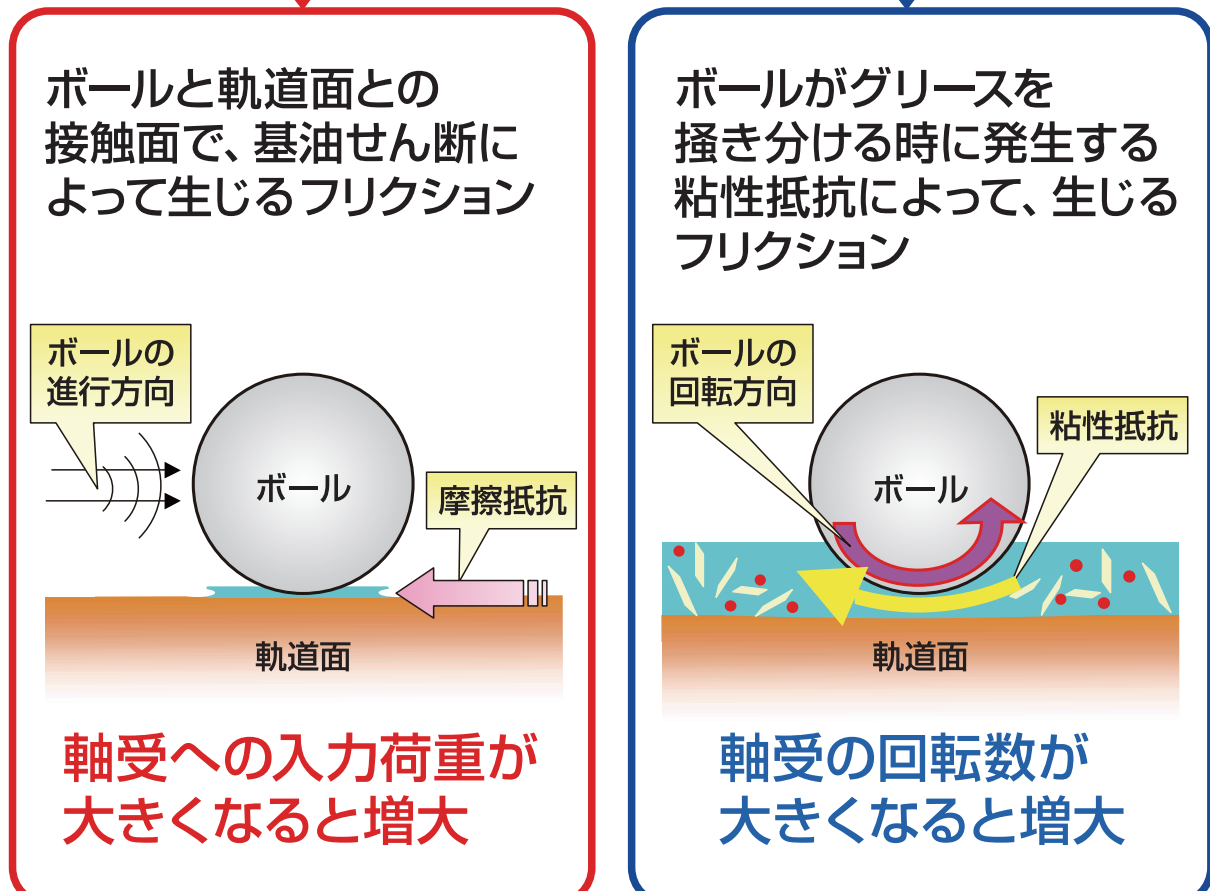 ボールと軌道面との
接触面で、基油せん断に
よって生じるフリクション
ボールの
進行方向
ボール
摩擦抵抗
軌道面
軸受への入力荷重が
大きくなると増大
ボールがグリースを
掻き分ける時に発生する
粘性抵抗によって、生じる
フリクション
ボールの
回転方向
粘性抵抗
ボール
軌道面
軸受の回転数が
大きくなると増大